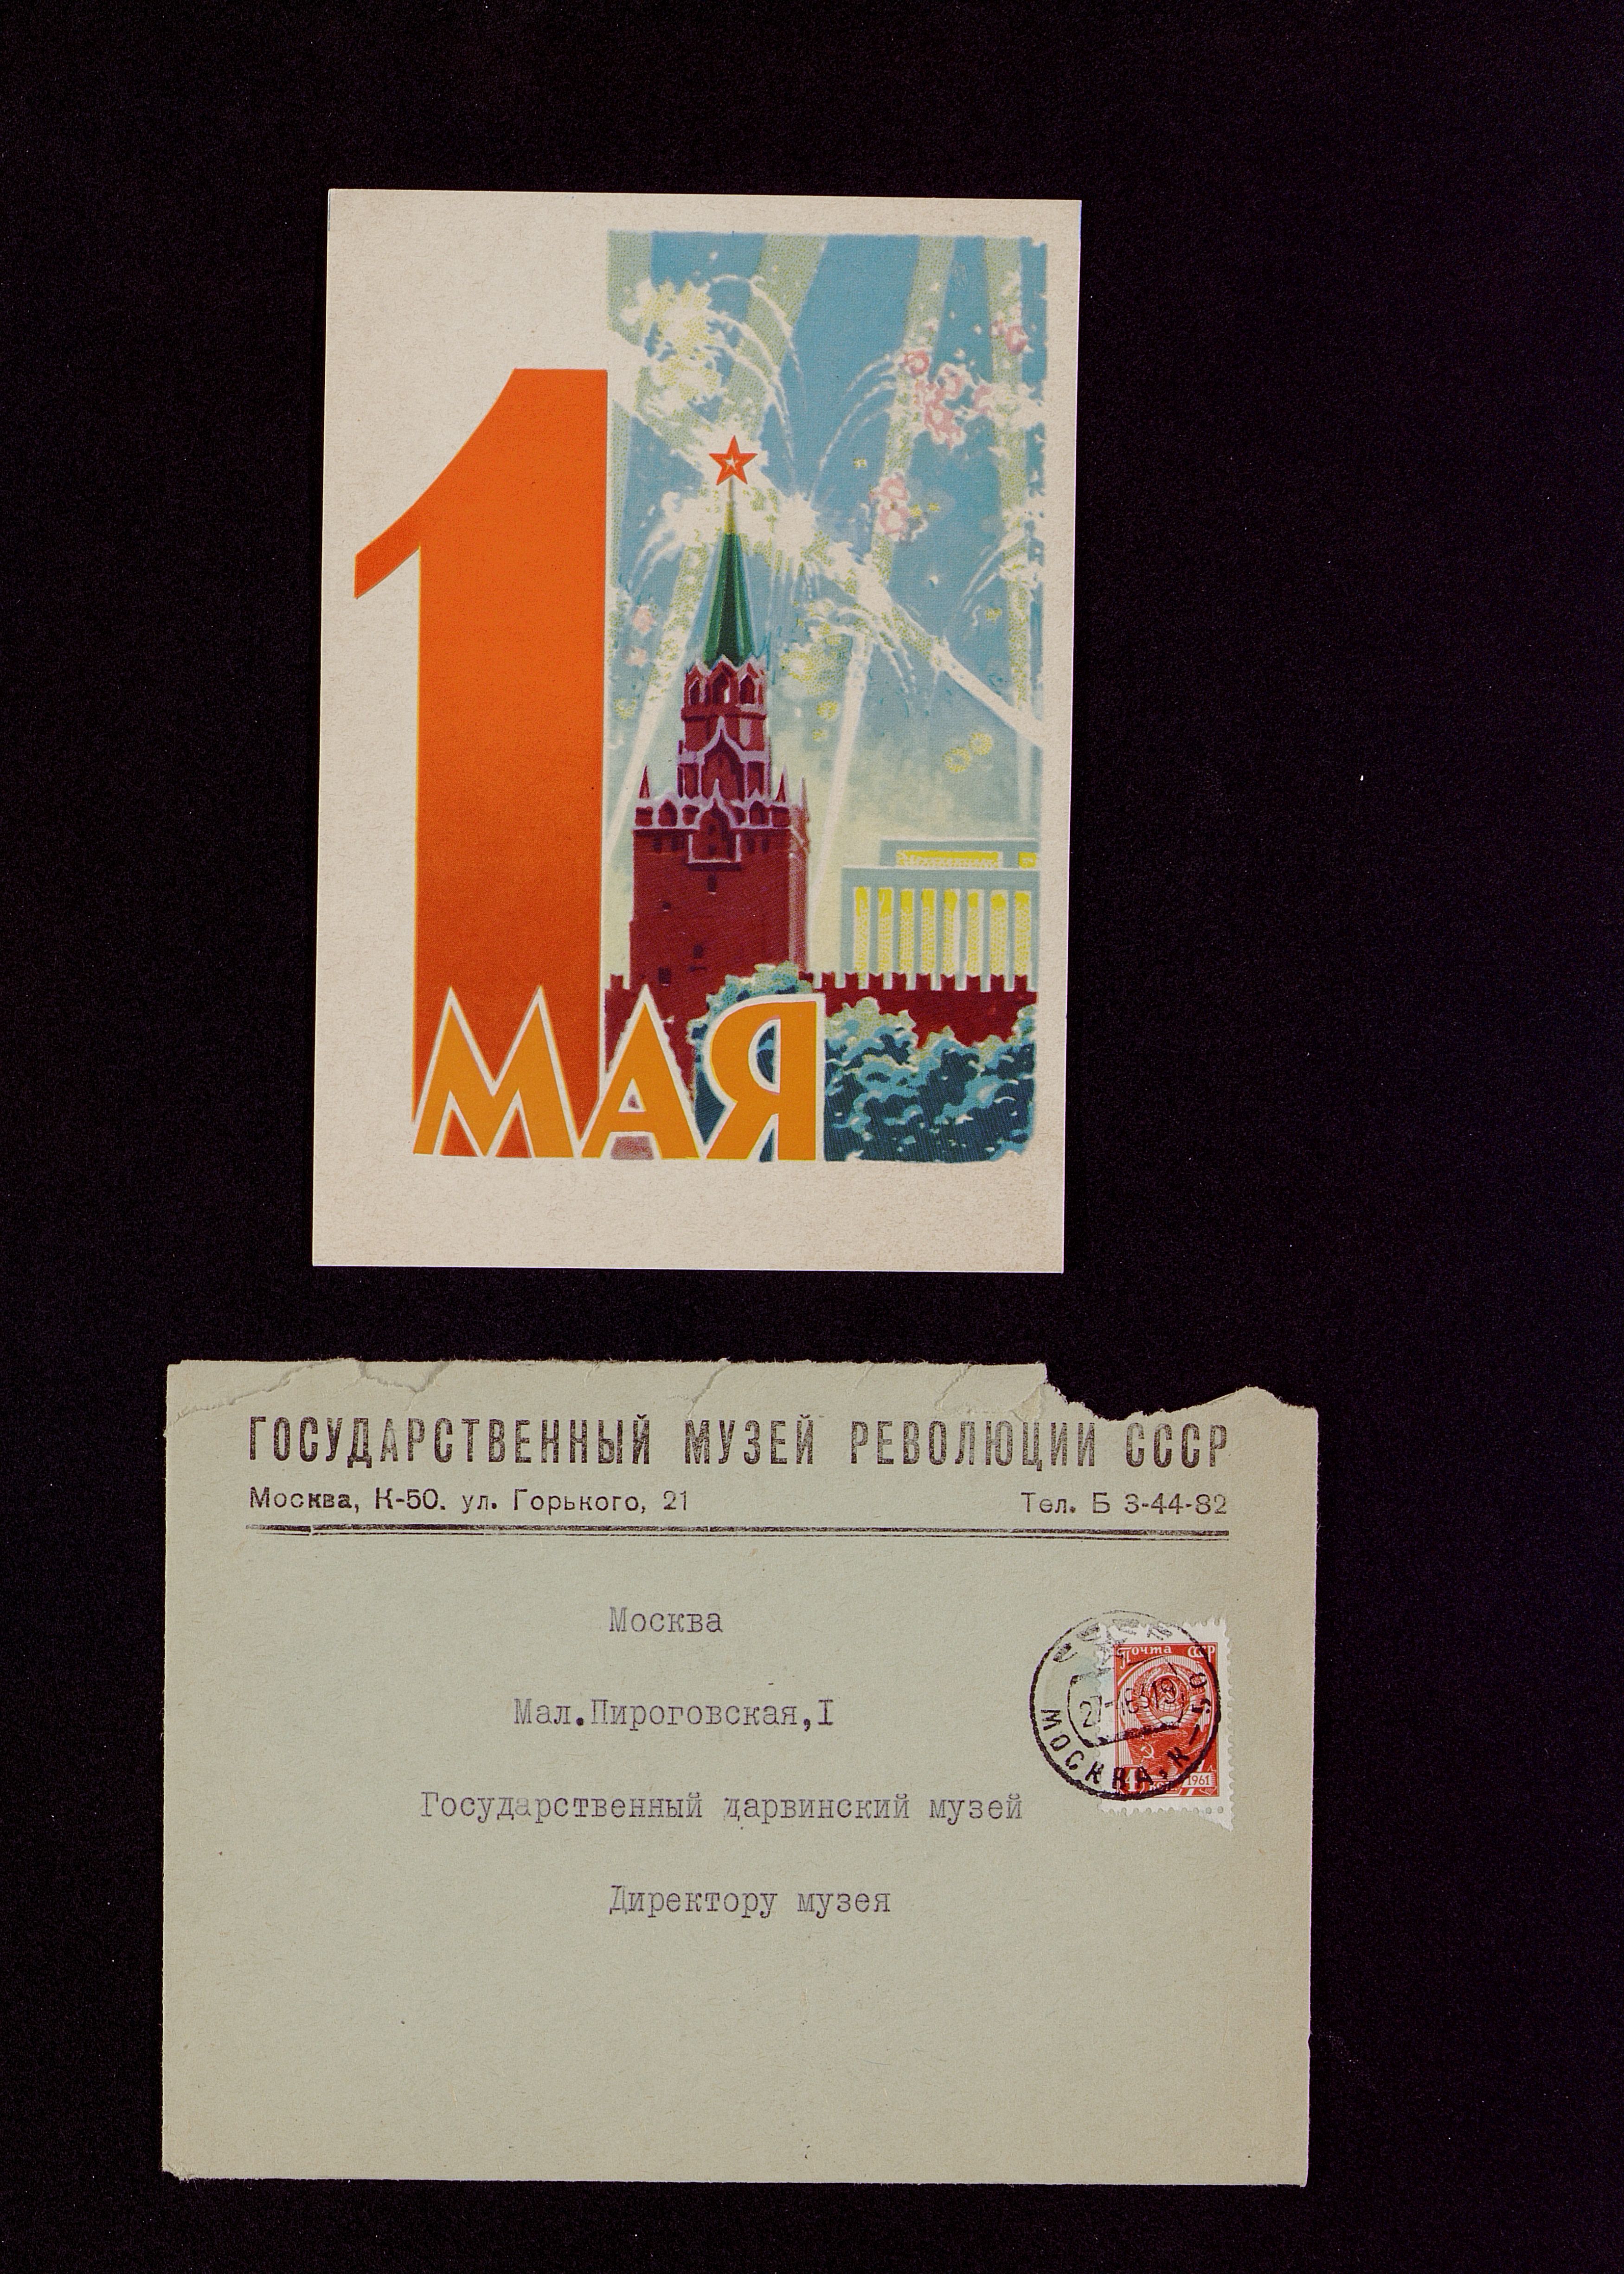 1
МАЯ
ГОСУДАРСТВЕННЫЙ МУЗЕЙ РЕВОЛЮЦИИ СССР
Москва, К-50. ул. Горького, 21
Тел. Б 3-44-82
Москва
Мал.Пироговская,I
Государственный дарвинский музей
Директору музея
Почта СССР
1961
МОСКВА, К-